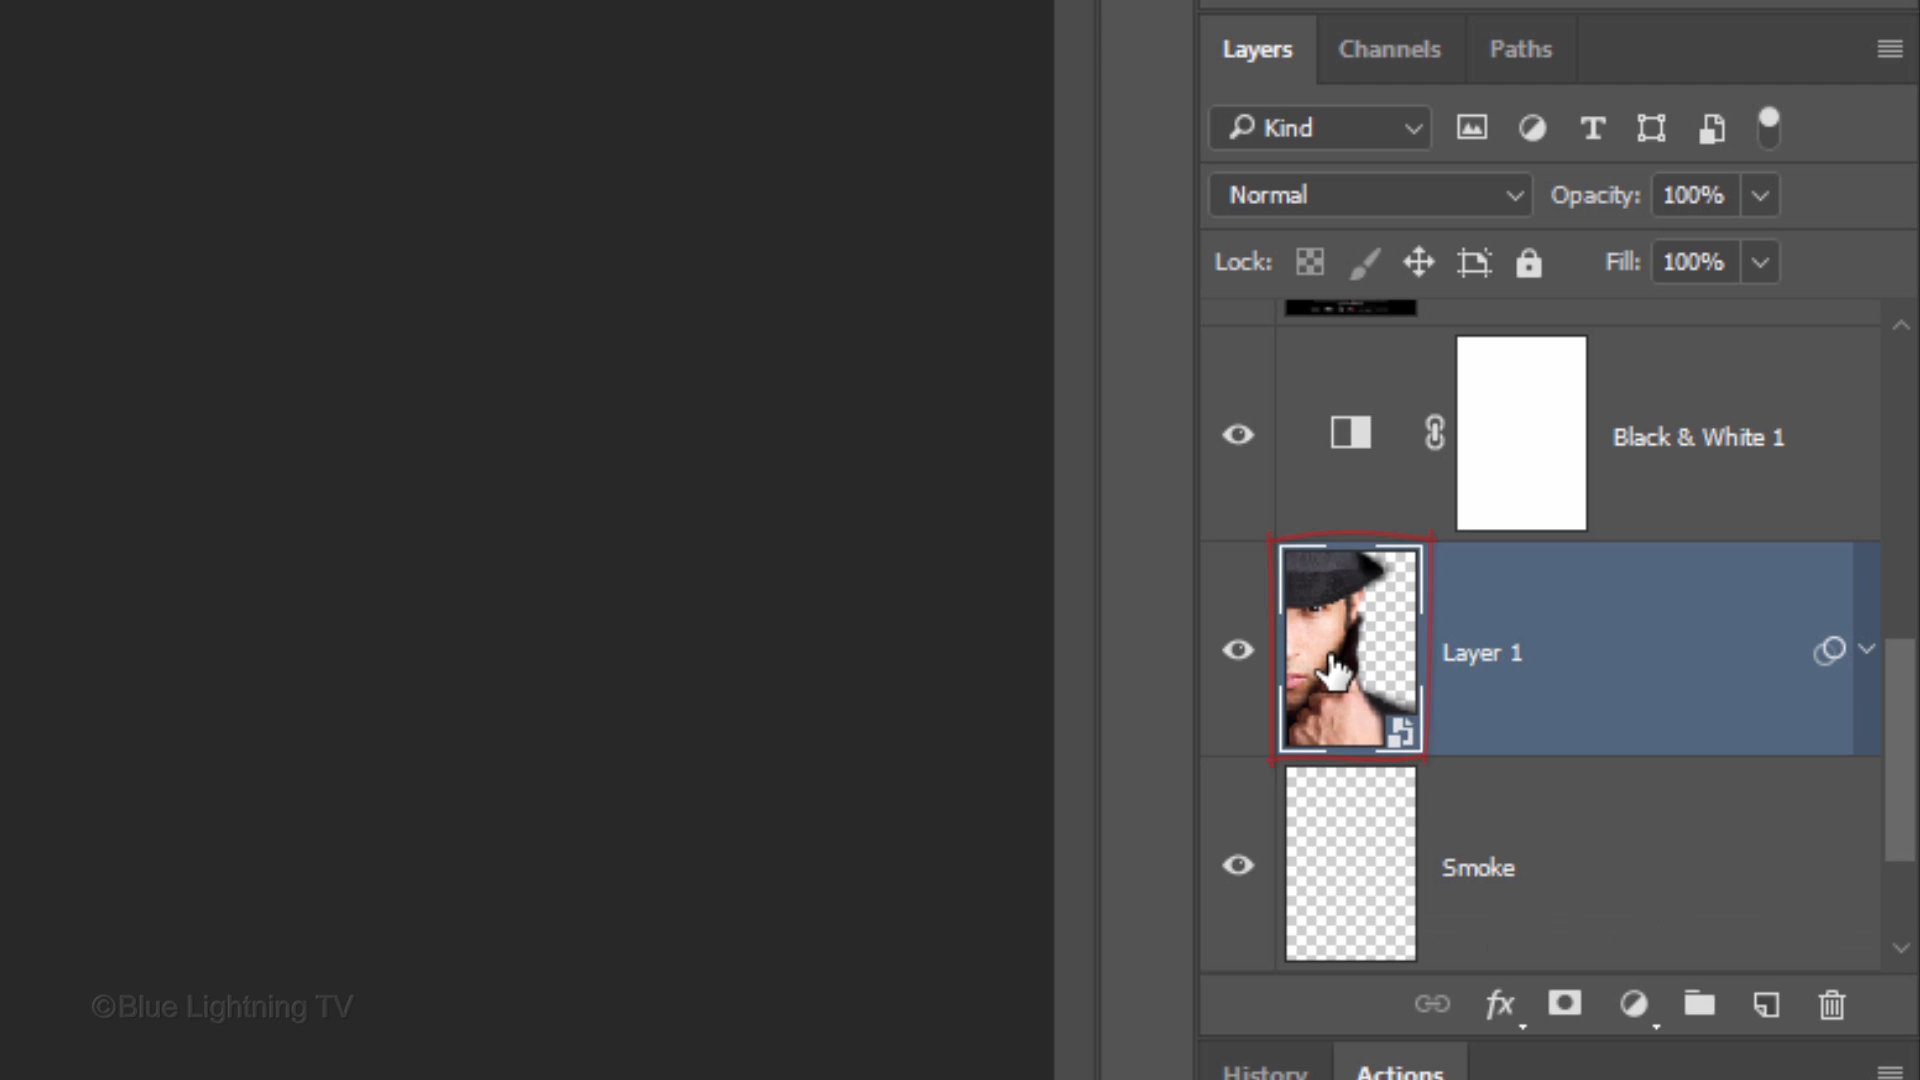 Layers Channels Paths
Kind
Normal Opacity: 100%
Lock: Fill: 100%
Black & White 1
Layer 1
Smoke
fx
©Blue Lightning TV
History Actions